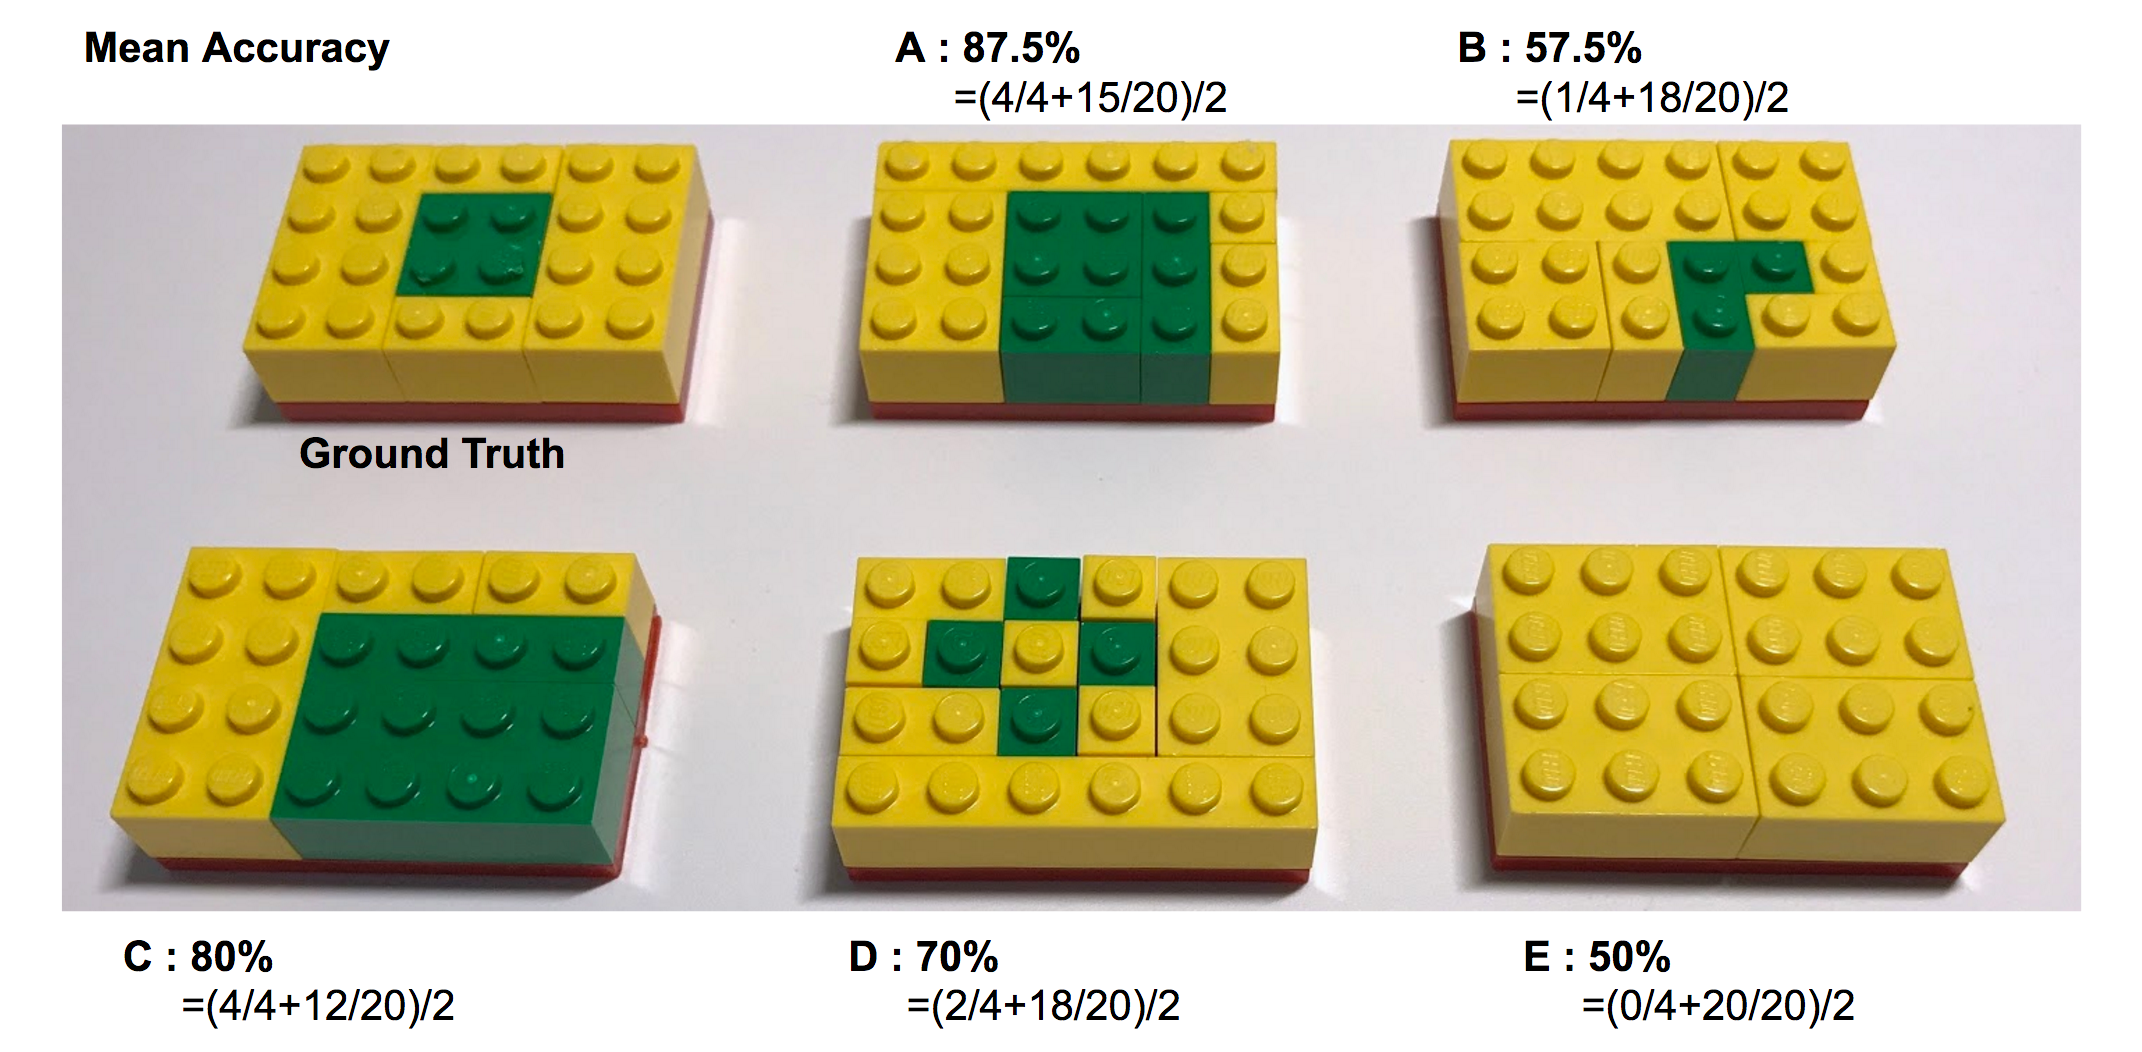 Mean Accuracy
A : 87.5%
=(4/4+15/20)/2
B : 57.5%
=(1/4+18/20)/2
Ground Truth
C : 80%
=(4/4+12/20)/2
D : 70%
=(2/4+18/20)/2
E : 50%
=(0/4+20/20)/2